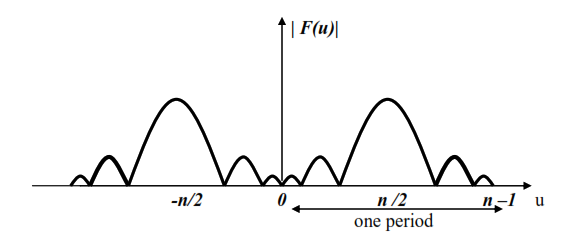 | F(u)|
-n/2 0 n /2 n –1 u
one period